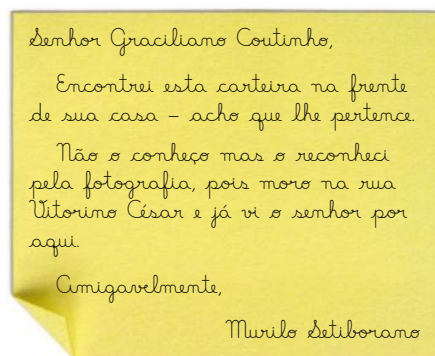 Senhor Graciliano Coutinho,
Encontrei esta carteira na frente
de sua casa – acho que lhe pertence.
Não o conheço mas o reconheci
pela fotografia, pois moro na rua
Vitorino César e já vi o senhor por
aqui.
Amigavelmente,
Murilo Setiborano